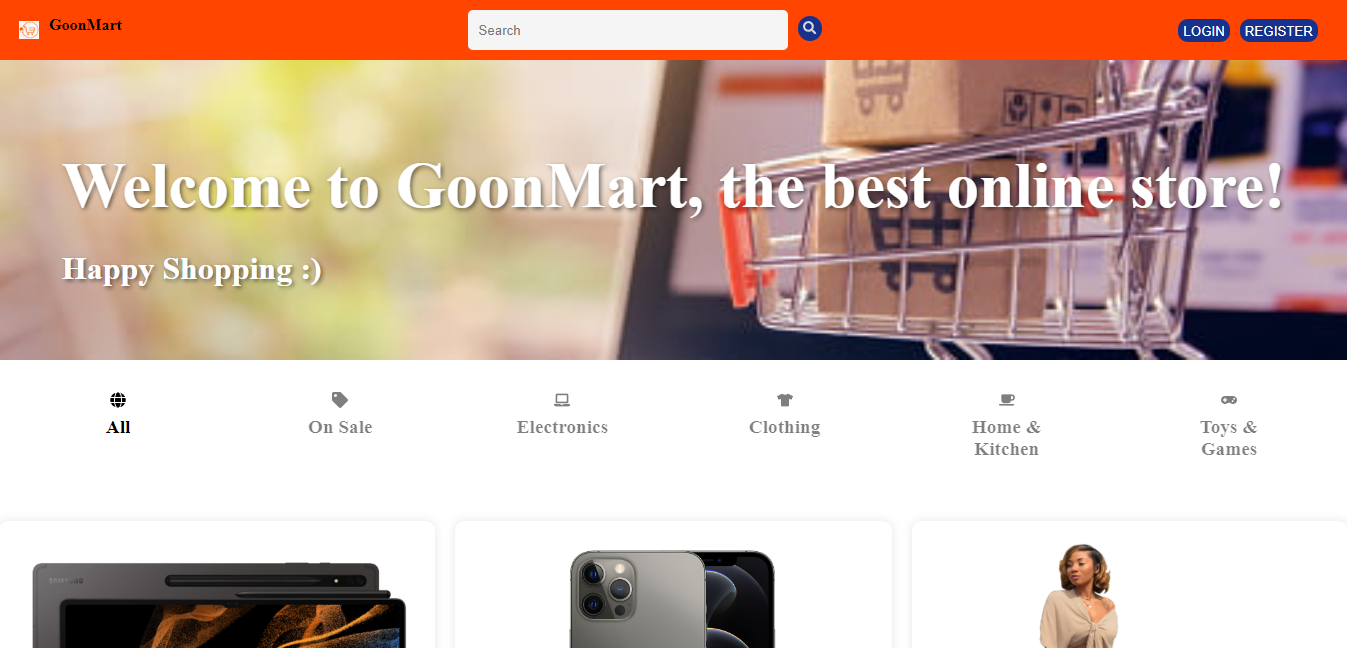 GoonMart
Search
LOGIN
REGISTER
Welcome to GoonMart, the best online store!
Happy Shopping :)
All
On Sale
Electronics
Clothing
Home &
Kitchen
Toys &
Games
SAMSUNG